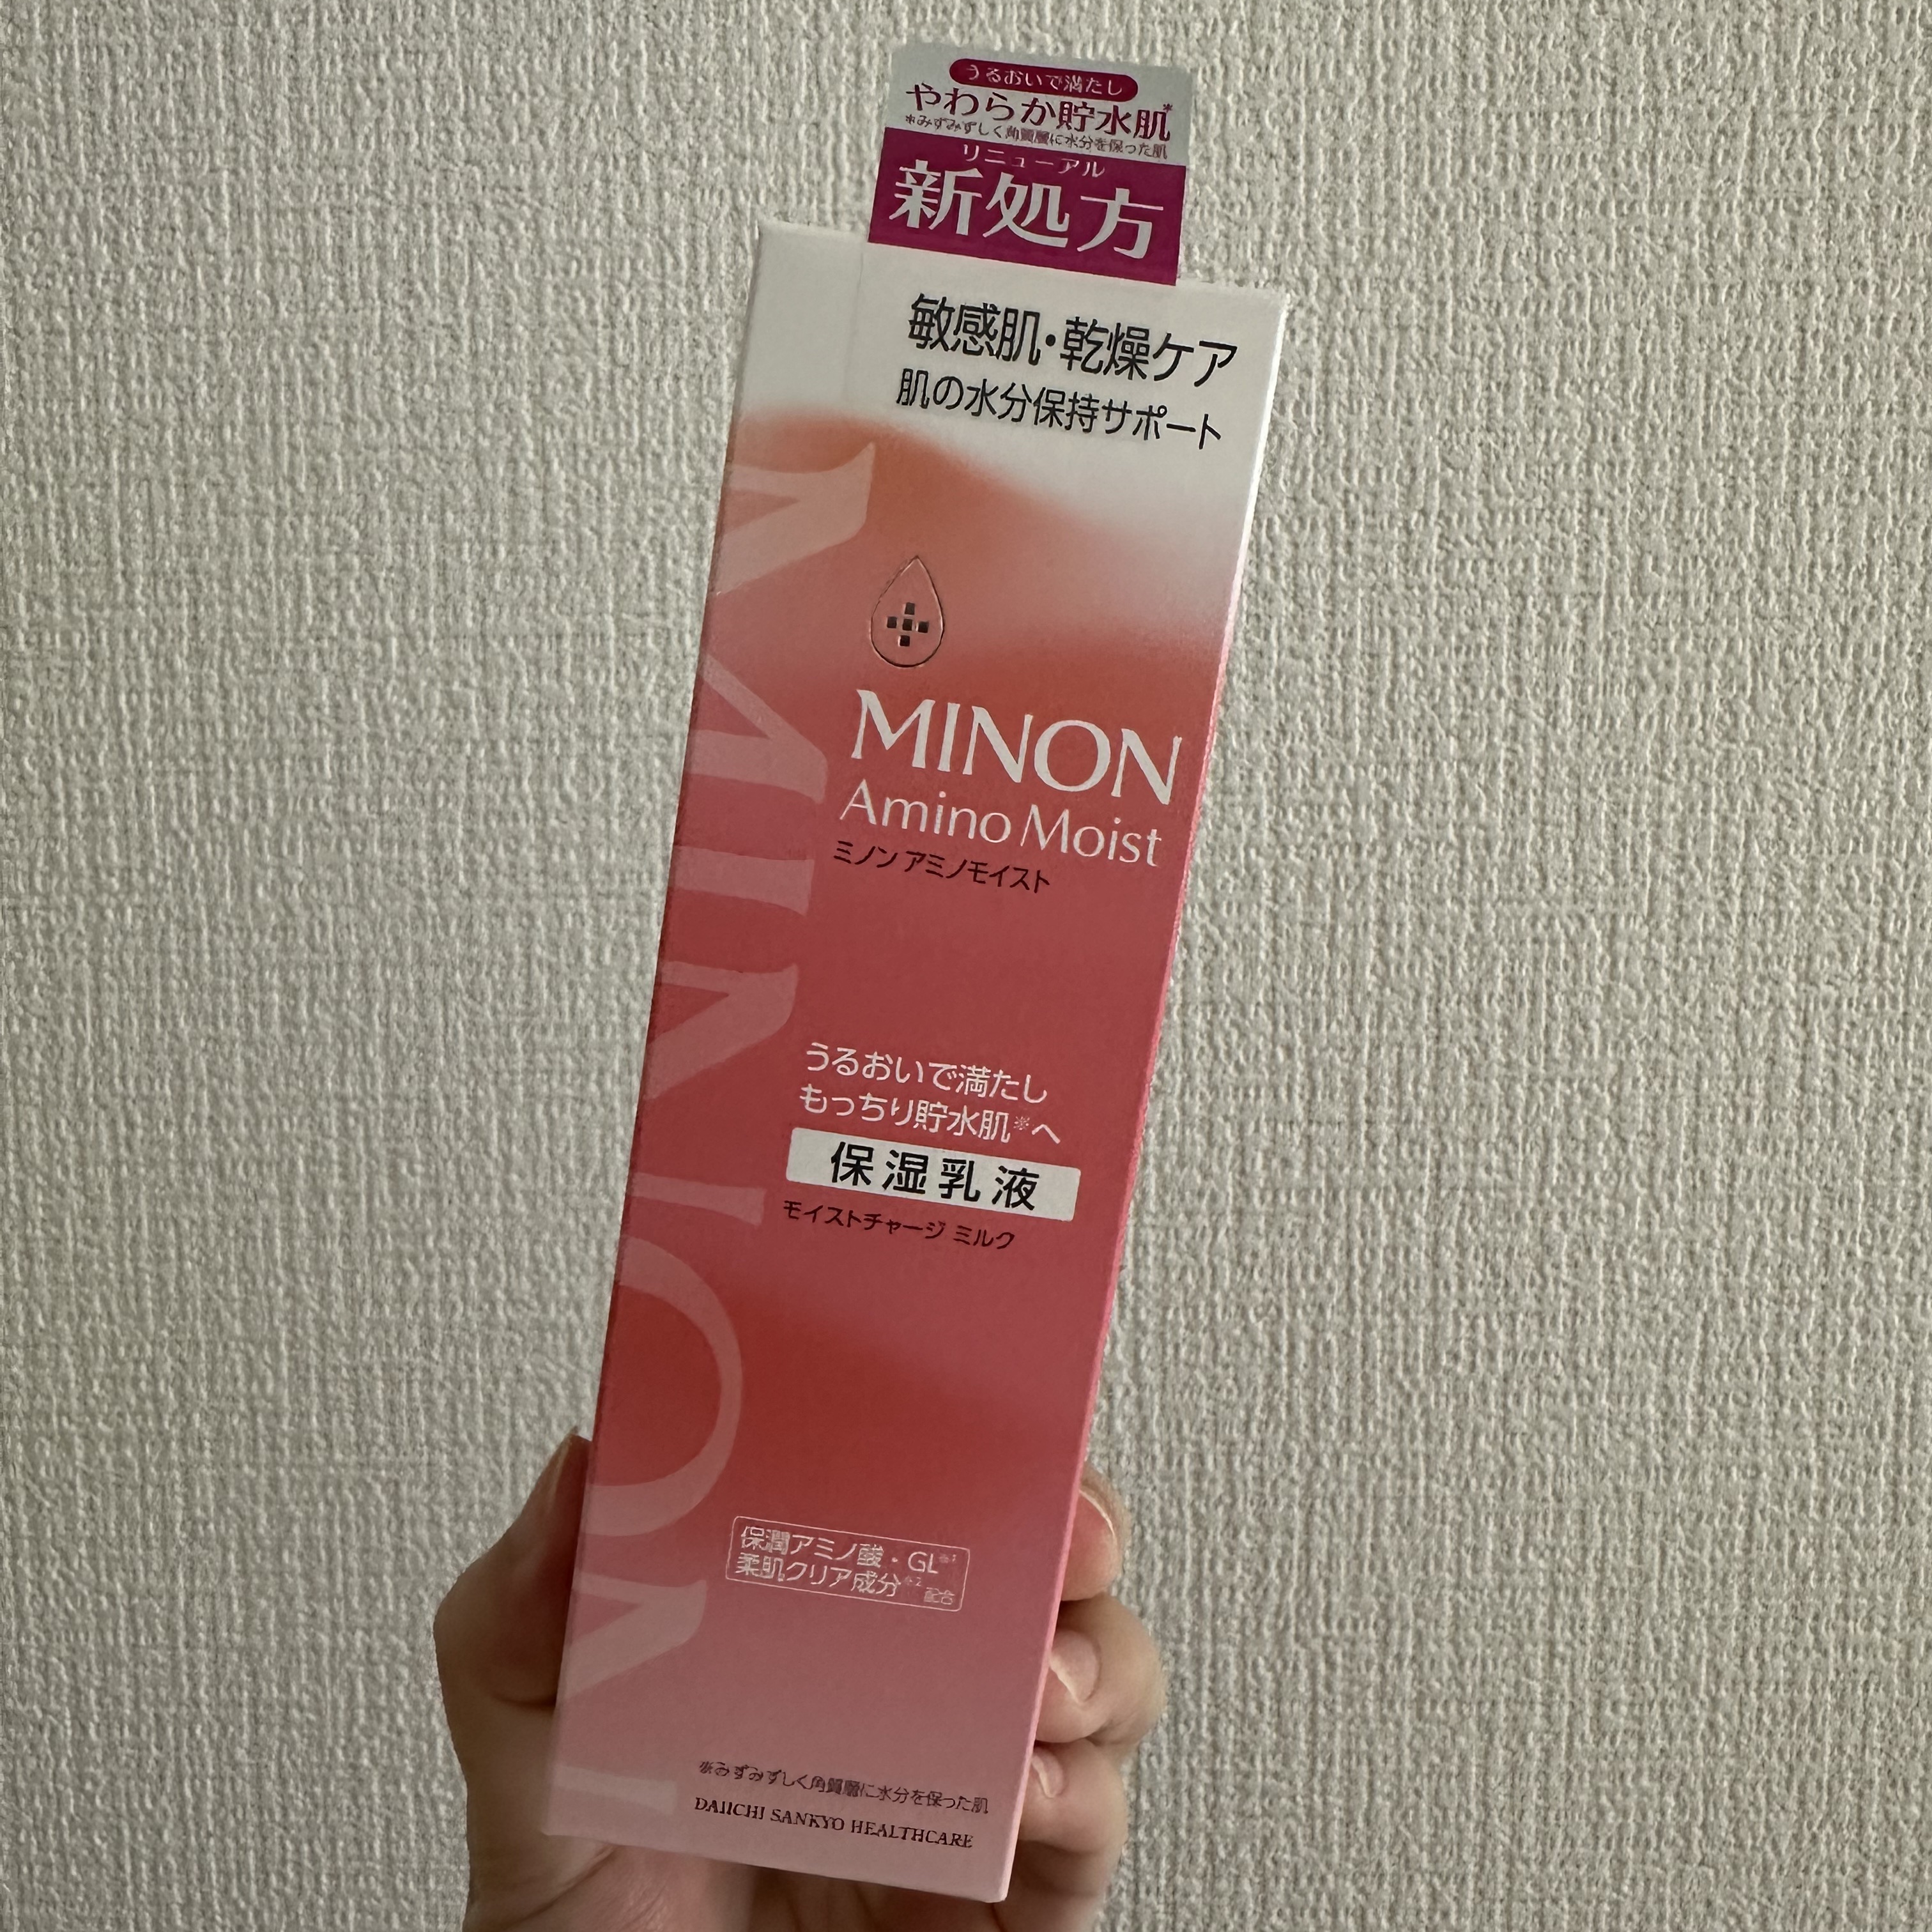 うるおいで満たし
やわらか貯水肌*
*みずみずしく角質層に水分を保った肌
リニューアル
新処方
敏感肌・乾燥ケア
肌の水分保持サポート
MINON
MINON
Amino Moist
ミノン アミノモイスト
うるおいで満たし
もっちり貯水肌※へ
保湿乳液
モイストチャージ ミルク
保潤アミノ酸・GL※1
柔肌クリア成分※2 配合
※みずみずしく角質層に水分を保った肌
DAIICHI SANKYO HEALTHCARE